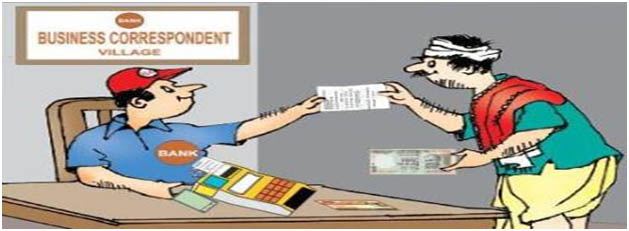 BANK
BUSINESS CORRESPONDENT
VILLAGE
BANK